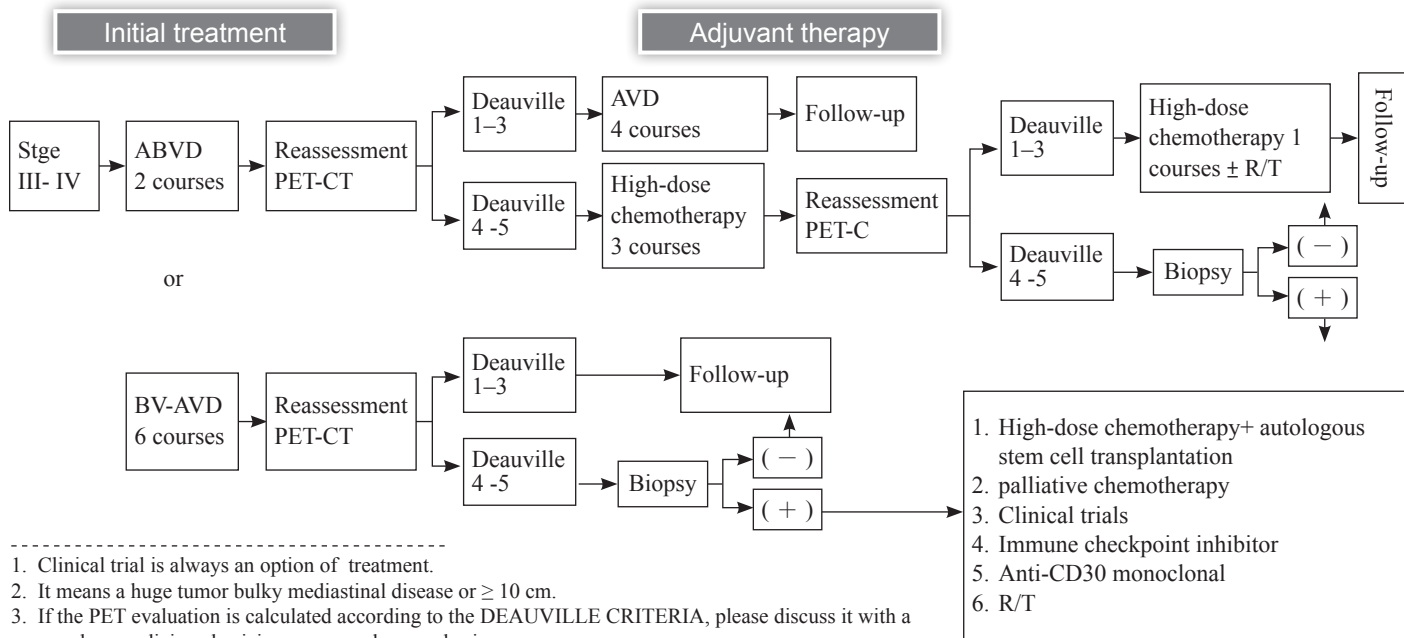 Initial treatment
Adjuvant therapy
Stge
III- IV
ABVD
2 courses
Reassessment
PET-CT
Deauville
1–3
AVD
4 courses
Follow-up
Deauville
4 -5
High-dose
chemotherapy
3 courses
Reassessment
PET-C
Deauville
1–3
High-dose
chemotherapy 1
courses ± R/T
Follow-up
Deauville
4 -5
Biopsy
( − )
( + )
or
BV-AVD
6 courses
Reassessment
PET-CT
Deauville
1–3
Follow-up
Deauville
4 -5
Biopsy
( − )
( + )
1. High-dose chemotherapy+ autologous
stem cell transplantation
2. palliative chemotherapy
3. Clinical trials
4. Immune checkpoint inhibitor
5. Anti-CD30 monoclonal
6. R/T
1. Clinical trial is always an option of treatment.
2. It means a huge tumor bulky mediastinal disease or ≥ 10 cm.
3. If the PET evaluation is calculated according to the DEAUVILLE CRITERIA, please discuss it with a